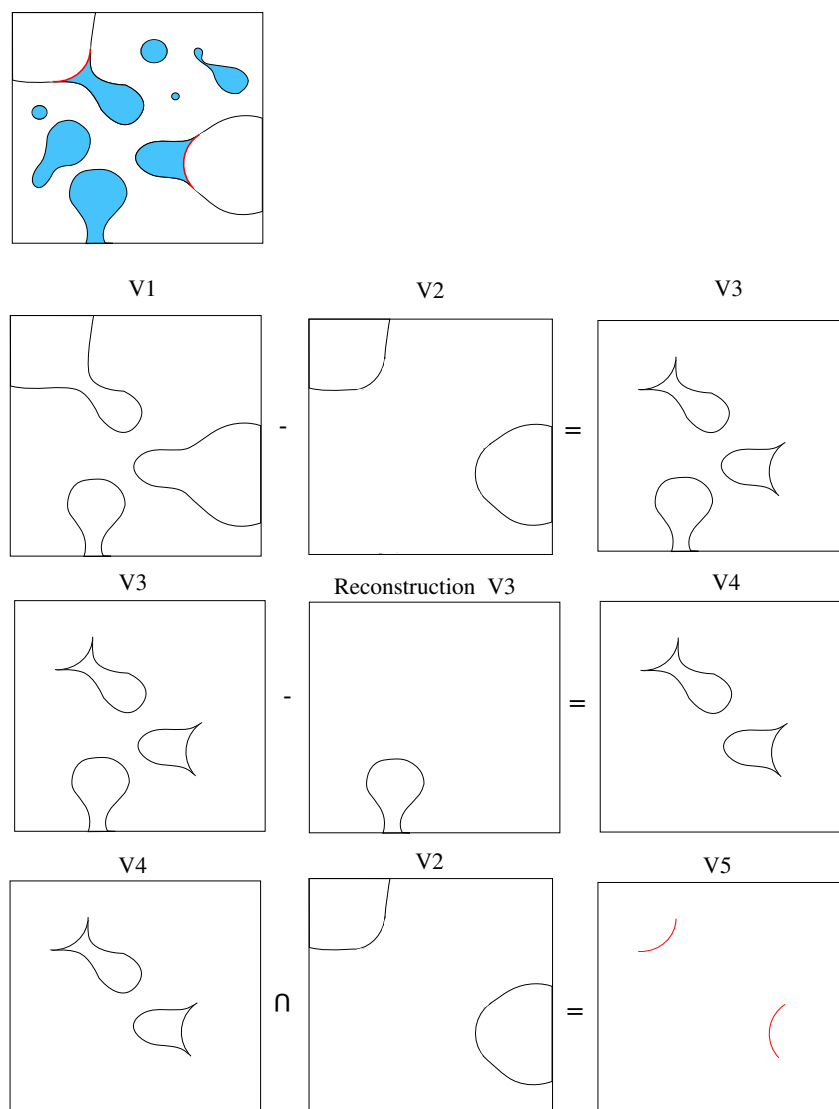 V1 V2 V3
- =
V3 Reconstruction V3 V4
- =
V4 V2 V5
∩ =